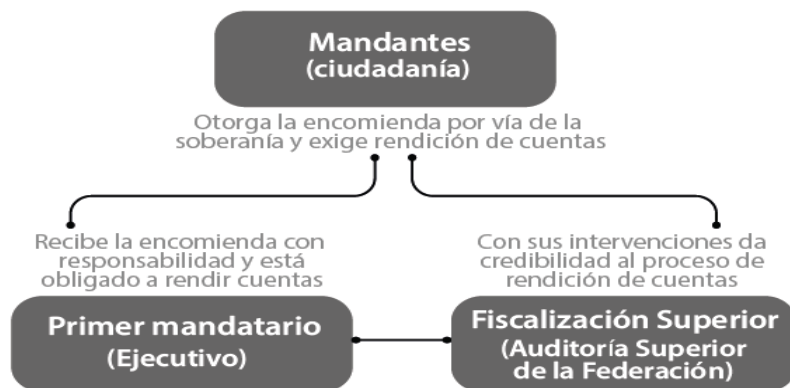 Mandantes
(ciudadanía)
Otorga la encomienda por vía de la
soberanía y exige rendición de cuentas
Recibe la encomienda con
responsabilidad y está
obligado a rendir cuentas
Primer mandatario
(Ejecutivo)
Con sus intervenciones da
credibilidad al proceso de
rendición de cuentas
Fiscalización Superior
(Auditoría Superior
de la Federación)